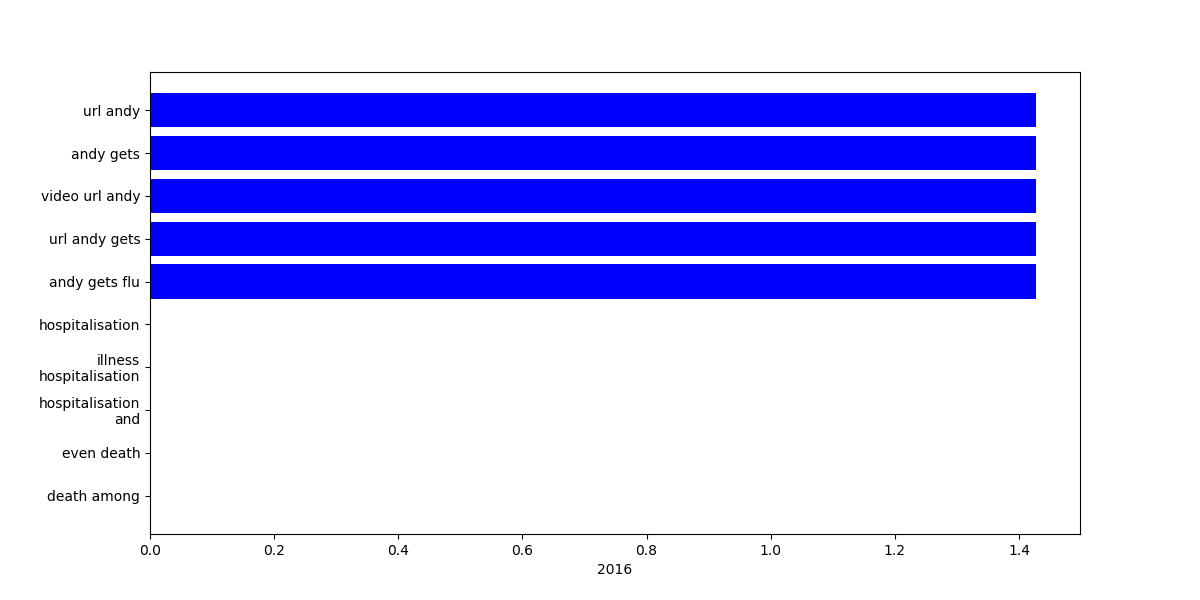 url andy
andy gets
video url andy
url andy gets
andy gets flu
hospitalisation
illness
hospitalisation
hospitalisation
and
even death
death among
0.0 0.2 0.4 0.6 0.8 1.0 1.2 1.4
2016